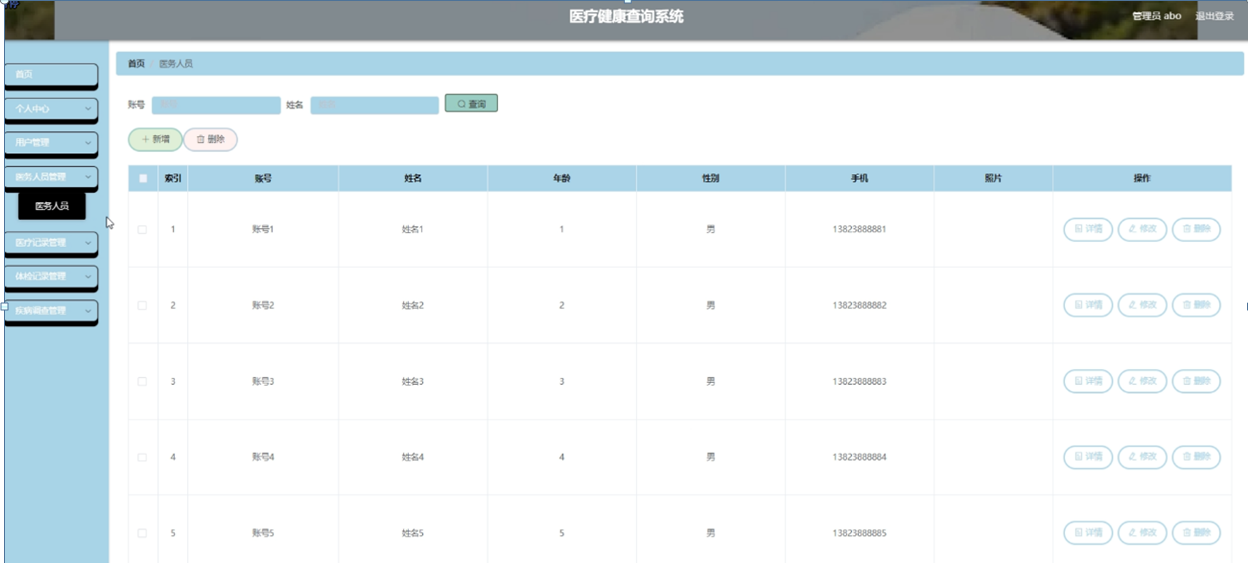 医疗健康查询系统
管理员 abo 退出登录
首页
个人中心
用户管理
医务人员管理
医务人员
医疗记录管理
体检记录管理
疾病调查管理
首页 / 医务人员
账号 姓名 查询
+ 新增 删除
索引 账号 姓名 年龄 性别 手机 照片 操作
1 账号1 姓名1 1 男 13823888881 详情 修改 删除
2 账号2 姓名2 2 男 13823888882 详情 修改 删除
3 账号3 姓名3 3 男 13823888883 详情 修改 删除
4 账号4 姓名4 4 男 13823888884 详情 修改 删除
5 账号5 姓名5 5 男 13823888885 详情 修改 删除